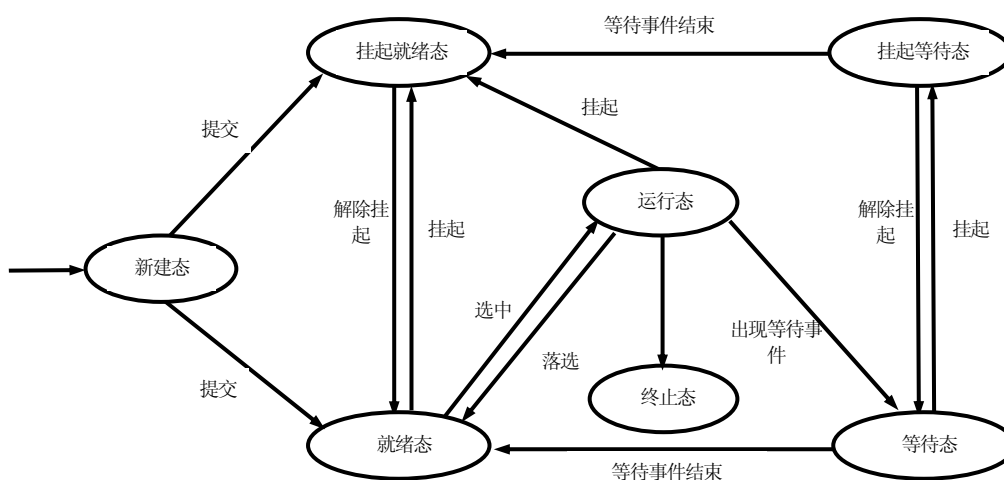 等待事件结束
挂起就绪态
挂起等待态
挂起
提交
运行态
解除挂
起
挂起
解除挂
起
挂起
新建态
选中
出现等待事
件
落选
提交
终止态
就绪态
等待态
等待事件结束